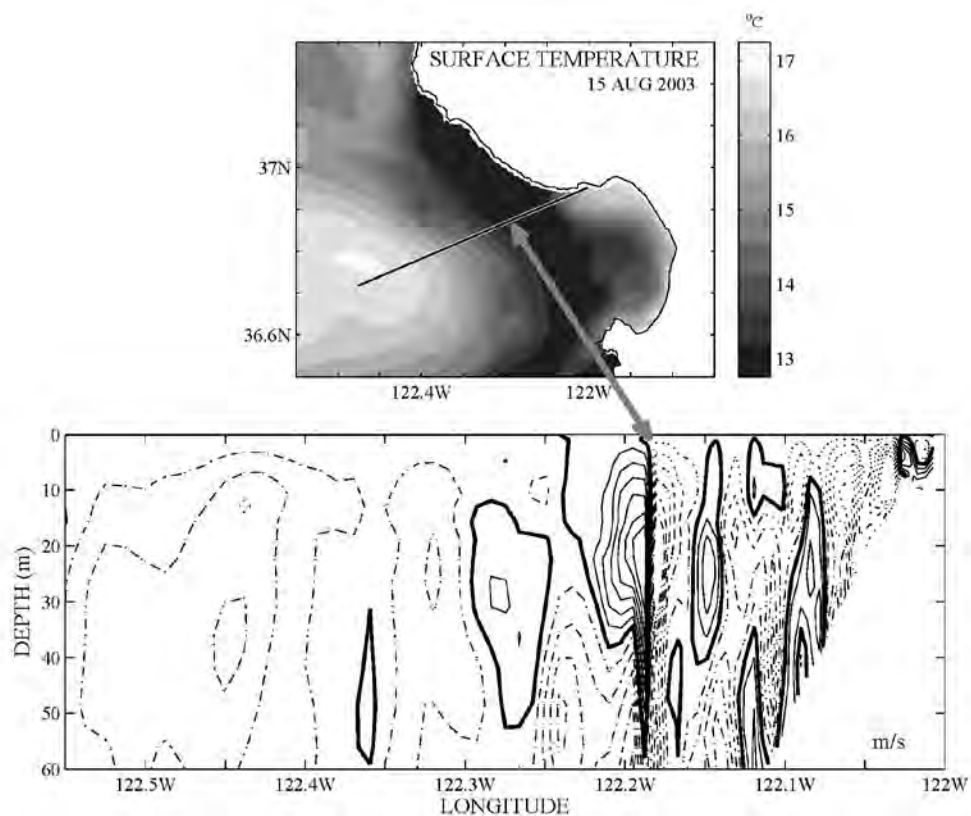 °C
SURFACE TEMPERATURE
15 AUG 2003
17
16
15
14
13
37N
36.6N
122.4W
122W
0
10
20
30
40
50
60
DEPTH (m)
m/s
122.5W
122.4W
122.3W
122.2W
122.1W
122W
LONGITUDE